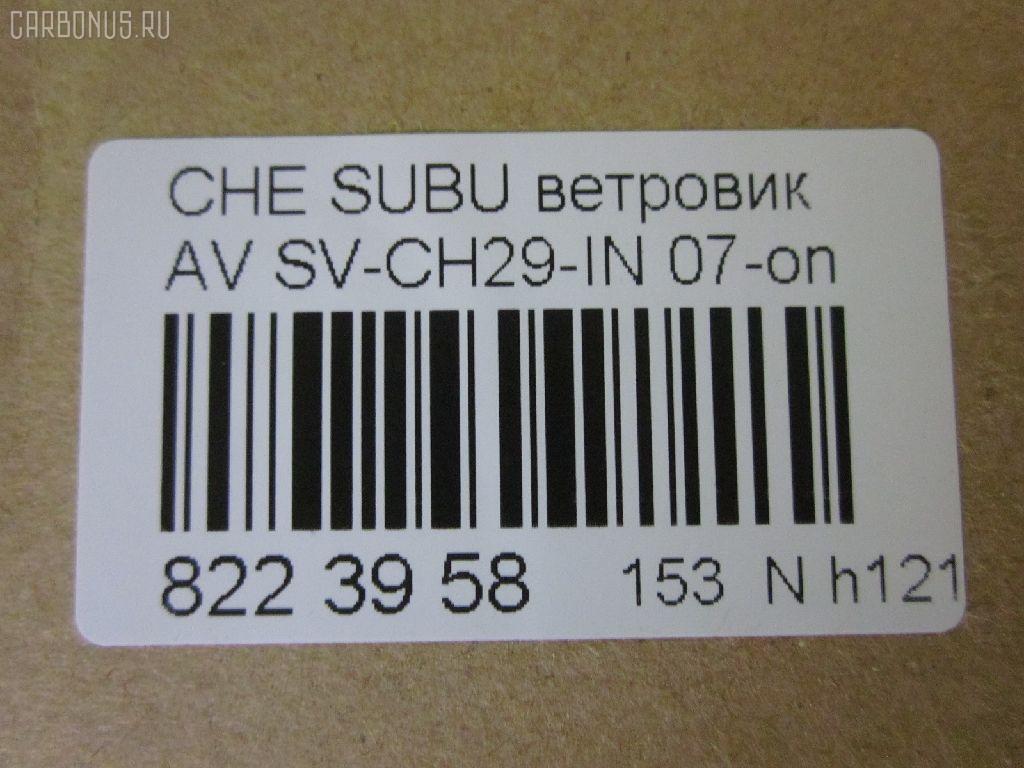 CARBONUS.RU
CHE SUBU ветровик
AV SV-CH29-IN 07-on
822 39 58 153 N h121